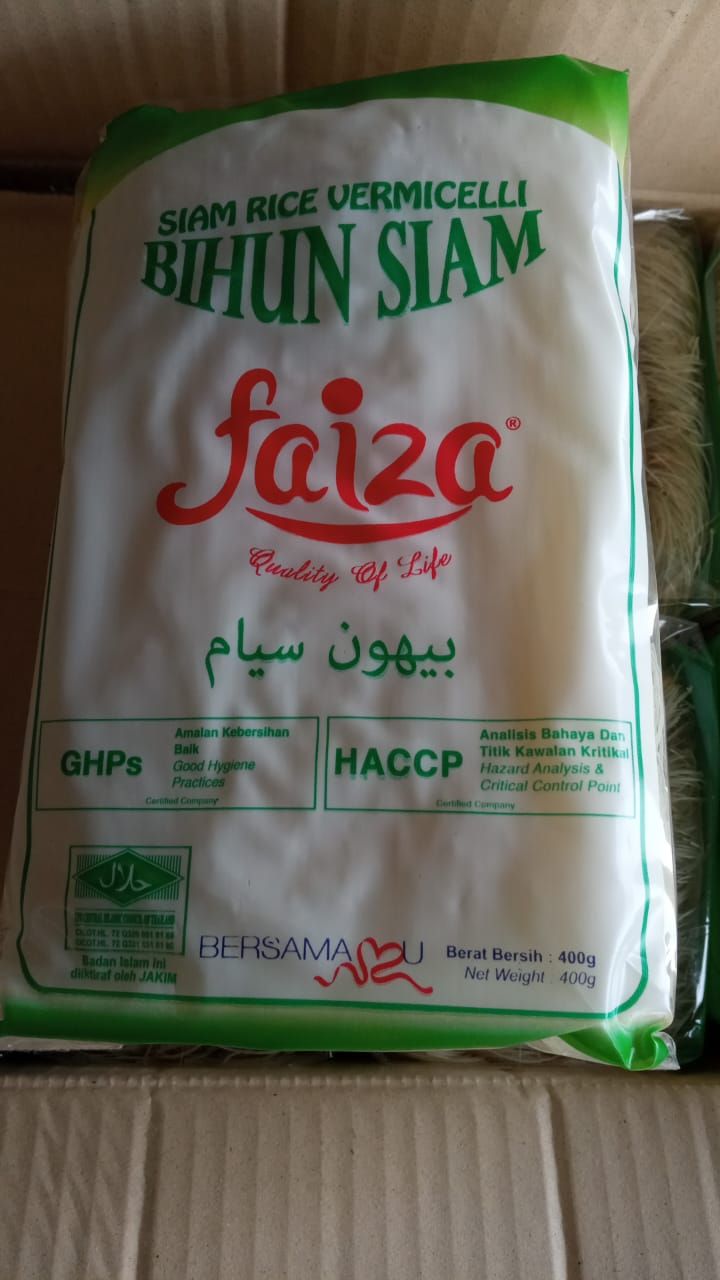 SIAM RICE VERMICELLI
BIHUN SIAM
faiza®
Quality Of Life
بيهون سيام
GHPs
Amalan Kebersihan
Baik
Good Hygiene
Practices
Certified Company
HACCP
Analisis Bahaya Dan
Titik Kawalan Kritikal
Hazard Analysis &
Critical Control Point
Certified Company
حلال
Badan Islam ini
diiktiraf oleh JAKIM
BERSAMAMU
Berat Bersih : 400g
Net Weight : 400g